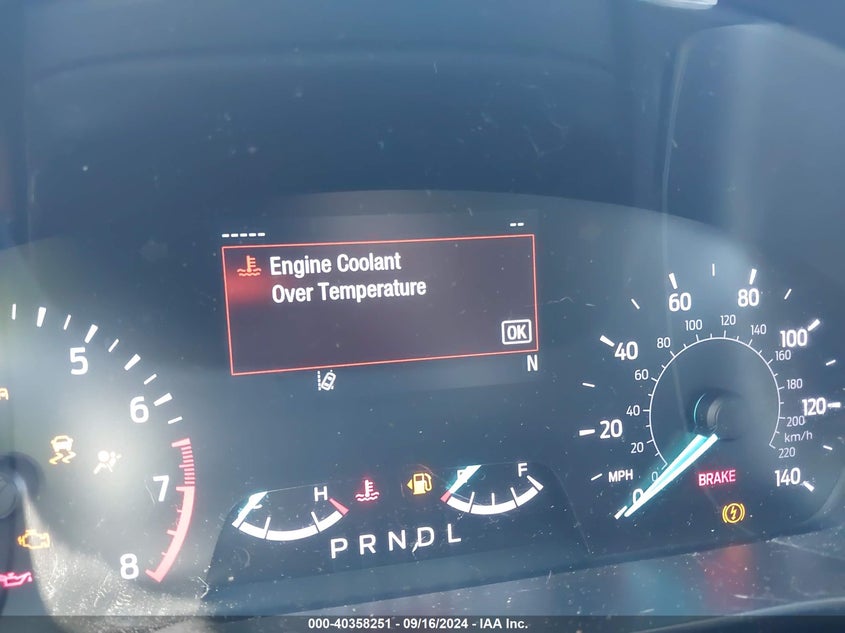 -----
--
Engine Coolant
Over Temperature
OK
N
5
6
7
8
H
F
PRNDL
0
20
40
60
80
100
120
140
MPH
0
20
40
60
80
100
120
140
160
180
200
220
km/h
BRAKE
000-40358251 - 09/16/2024 - IAA Inc.